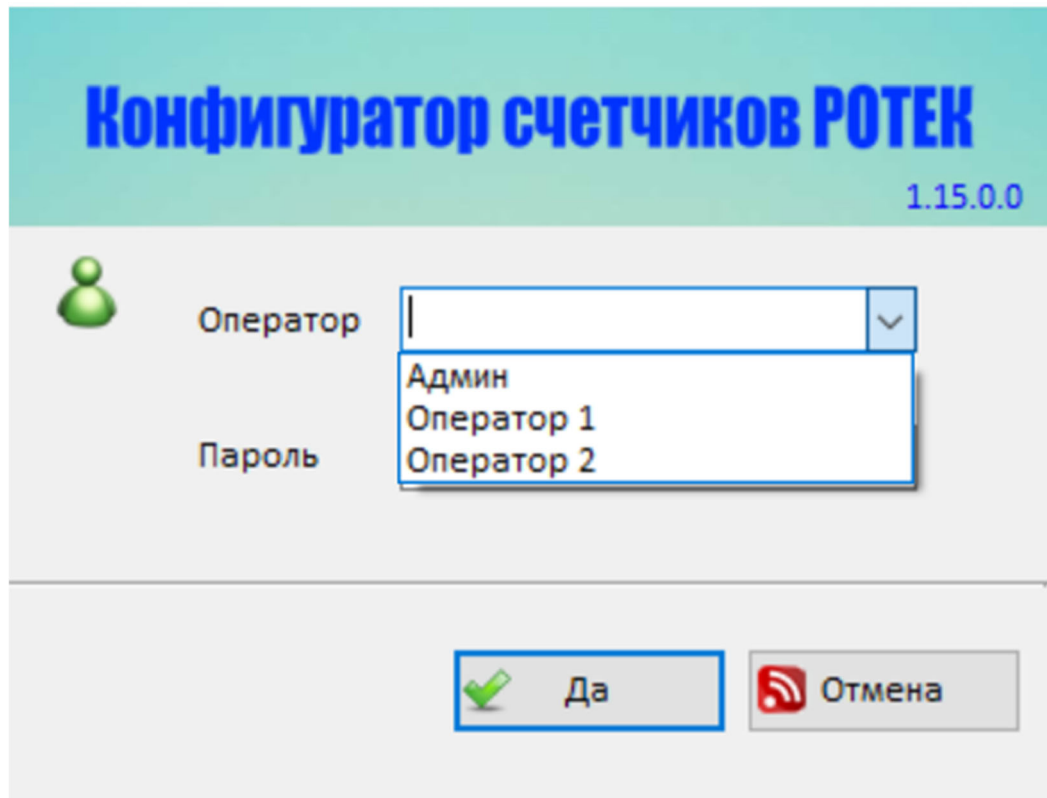 Конфигуратор счетчиков РОТЕК
1.15.0.0
Оператор
Админ
Оператор 1
Оператор 2
Пароль
Да
Отмена